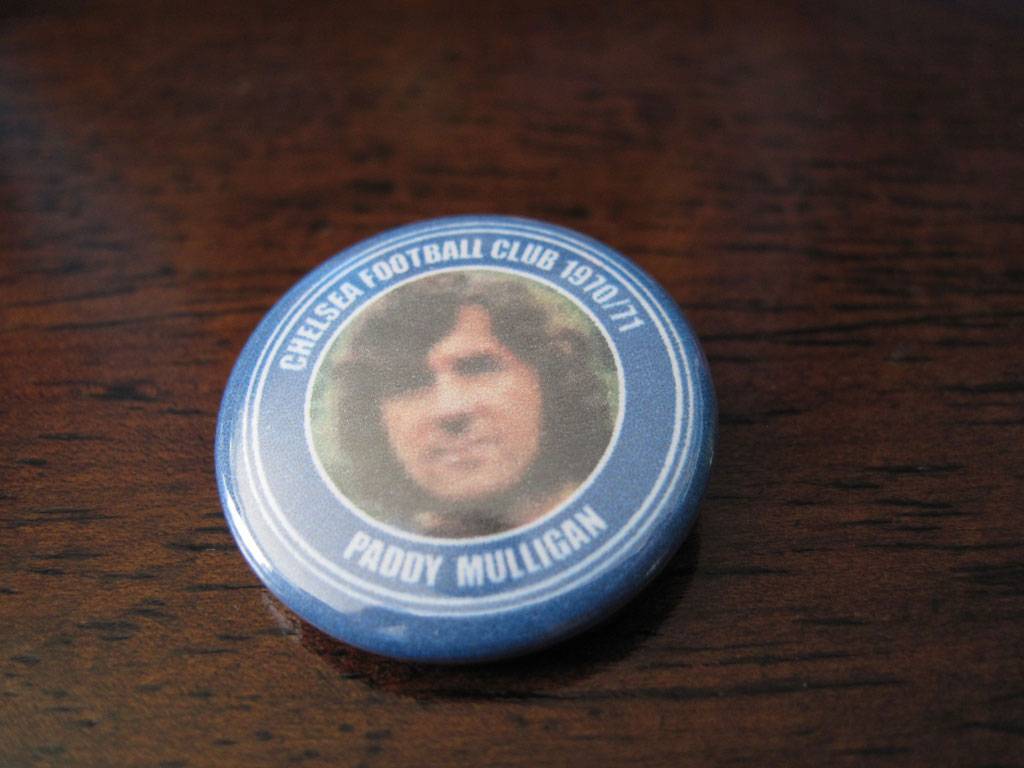 CHELSEA FOOTBALL CLUB 1970/71
PADDY MULLIGAN